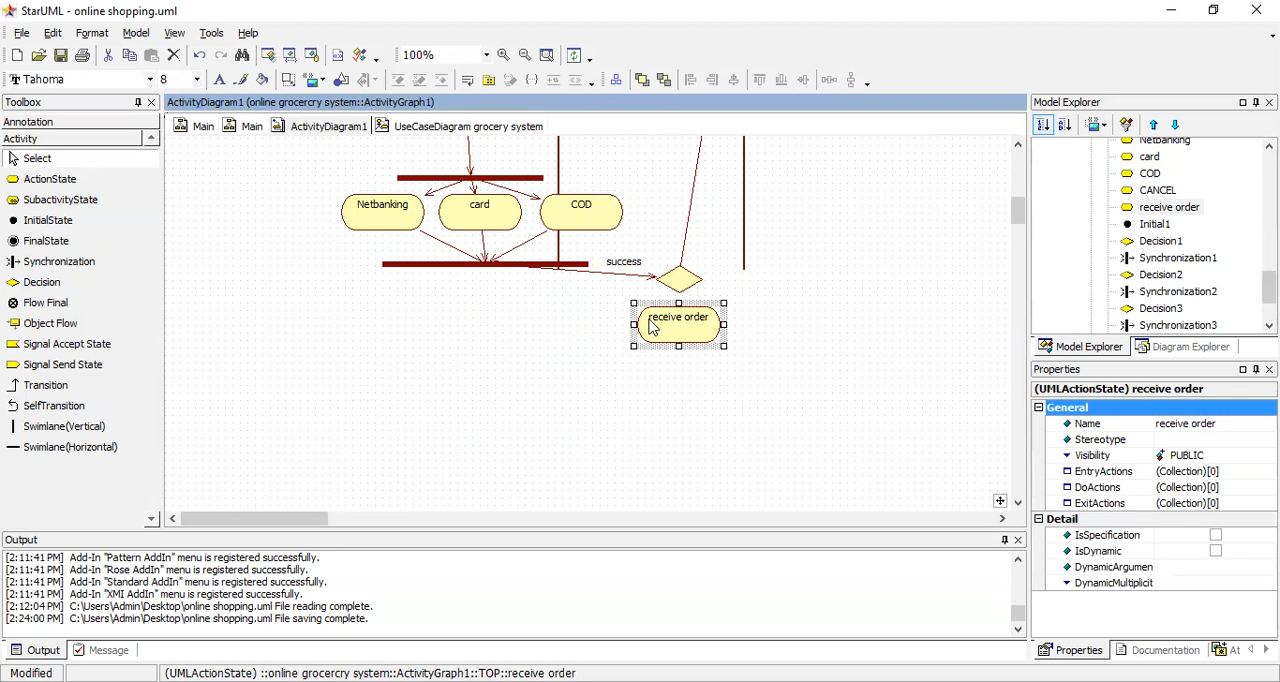 StarUML - online shopping.uml
File Edit Format Model View Tools Help
100%
Tahoma 8
Toolbox
ActivityDiagram1 (online grocercry system::ActivityGraph1)
Model Explorer
Annotation
Activity
Main Main ActivityDiagram1 UseCaseDiagram grocery system
Select
ActionState
SubactivityState
InitialState
FinalState
Synchronization
Decision
Flow Final
Object Flow
Signal Accept State
Signal Send State
Transition
SelfTransition
Swimlane(Vertical)
Swimlane(Horizontal)
Netbanking
card
COD
success
receive order
Netbanking
card
COD
CANCEL
receive order
Initial1
Decision1
Synchronization1
Decision2
Synchronization2
Decision3
Synchronization3
Model Explorer Diagram Explorer
Properties
(UMLActionState) receive order
General
Name receive order
Stereotype
Visibility PUBLIC
EntryActions (Collection)[0]
DoActions (Collection)[0]
ExitActions (Collection)[0]
Detail
IsSpecification
IsDynamic
DynamicArgumen
DynamicMultiplicit
Properties Documentation At
Output
[2:11:41 PM] Add-In "Pattern AddIn" menu is registered successfully.
[2:11:41 PM] Add-In "Rose AddIn" menu is registered successfully.
[2:11:41 PM] Add-In "Standard AddIn" menu is registered successfully.
[2:11:41 PM] Add-In "XMI AddIn" menu is registered successfully.
[2:12:04 PM] C:\Users\Admin\Desktop\online shopping.uml File reading complete.
[2:24:00 PM] C:\Users\Admin\Desktop\online shopping.uml File saving complete.
Output Message
Modified (UMLActionState) ::online grocercry system::ActivityGraph1::TOP::receive order